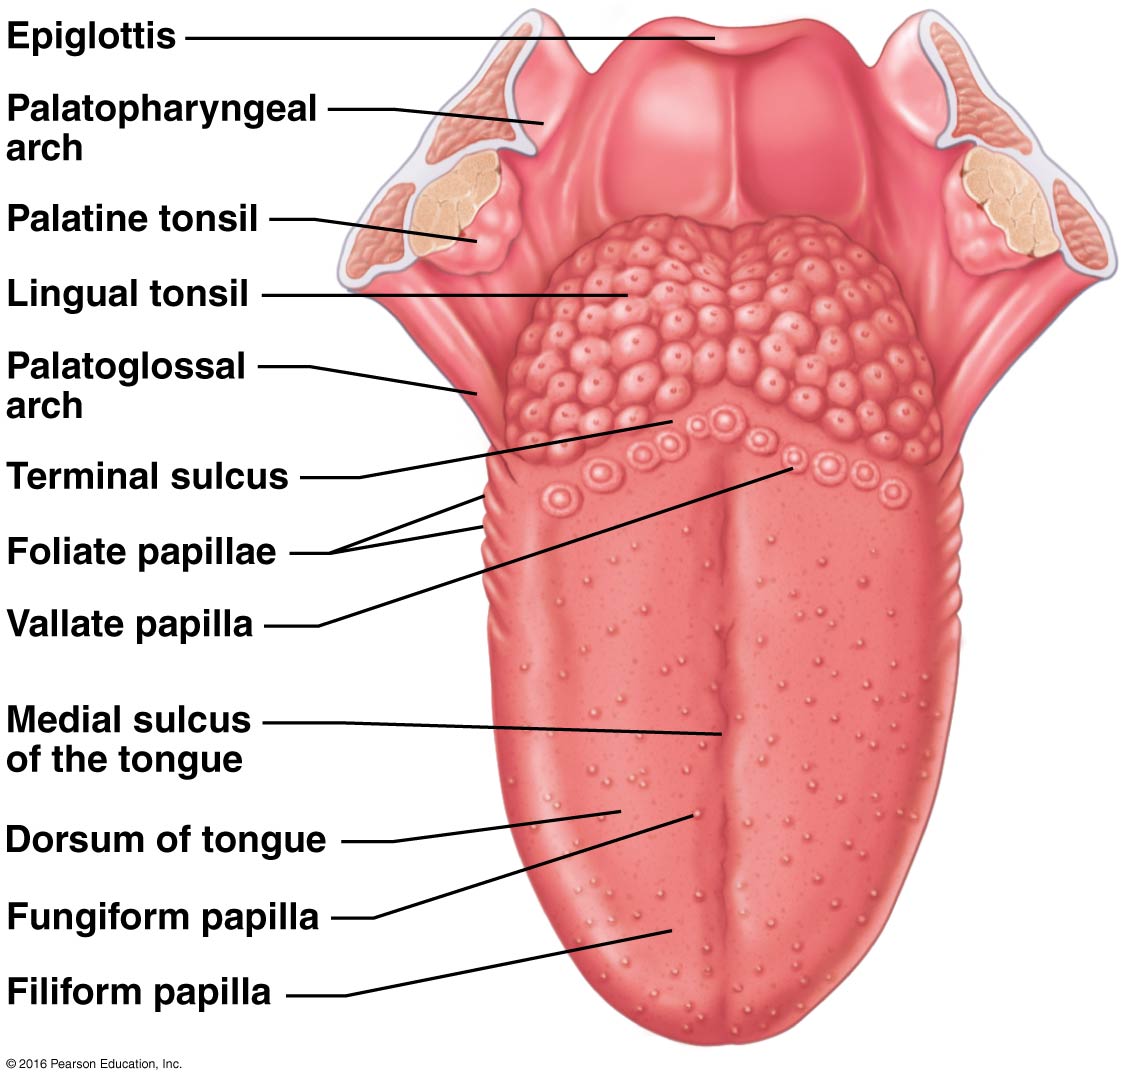 Epiglottis
Palatopharyngeal
arch
Palatine tonsil
Lingual tonsil
Palatoglossal
arch
Terminal sulcus
Foliate papillae
Vallate papilla
Medial sulcus
of the tongue
Dorsum of tongue
Fungiform papilla
Filiform papilla
© 2016 Pearson Education, Inc.